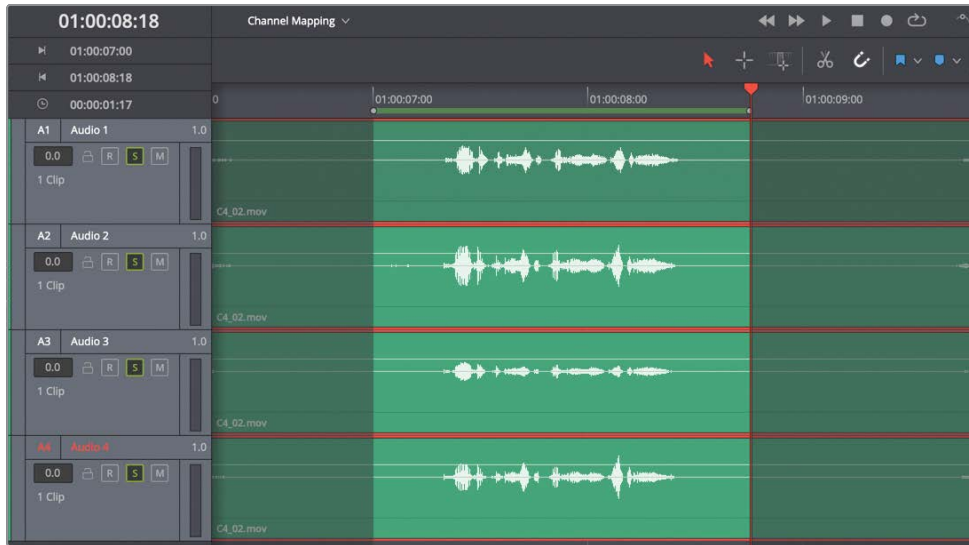 01:00:08:18
Channel Mapping
01:00:07:00
01:00:08:18
00:00:01:17
0
01:00:07:00
01:00:08:00
01:00:09:00
A1 Audio 1 1.0
0.0 R S M
1 Clip
C4_02.mov
A2 Audio 2 1.0
0.0 R S M
1 Clip
C4_02.mov
A3 Audio 3 1.0
0.0 R S M
1 Clip
C4_02.mov
A4 Audio 4 1.0
0.0 R S M
1 Clip
C4_02.mov